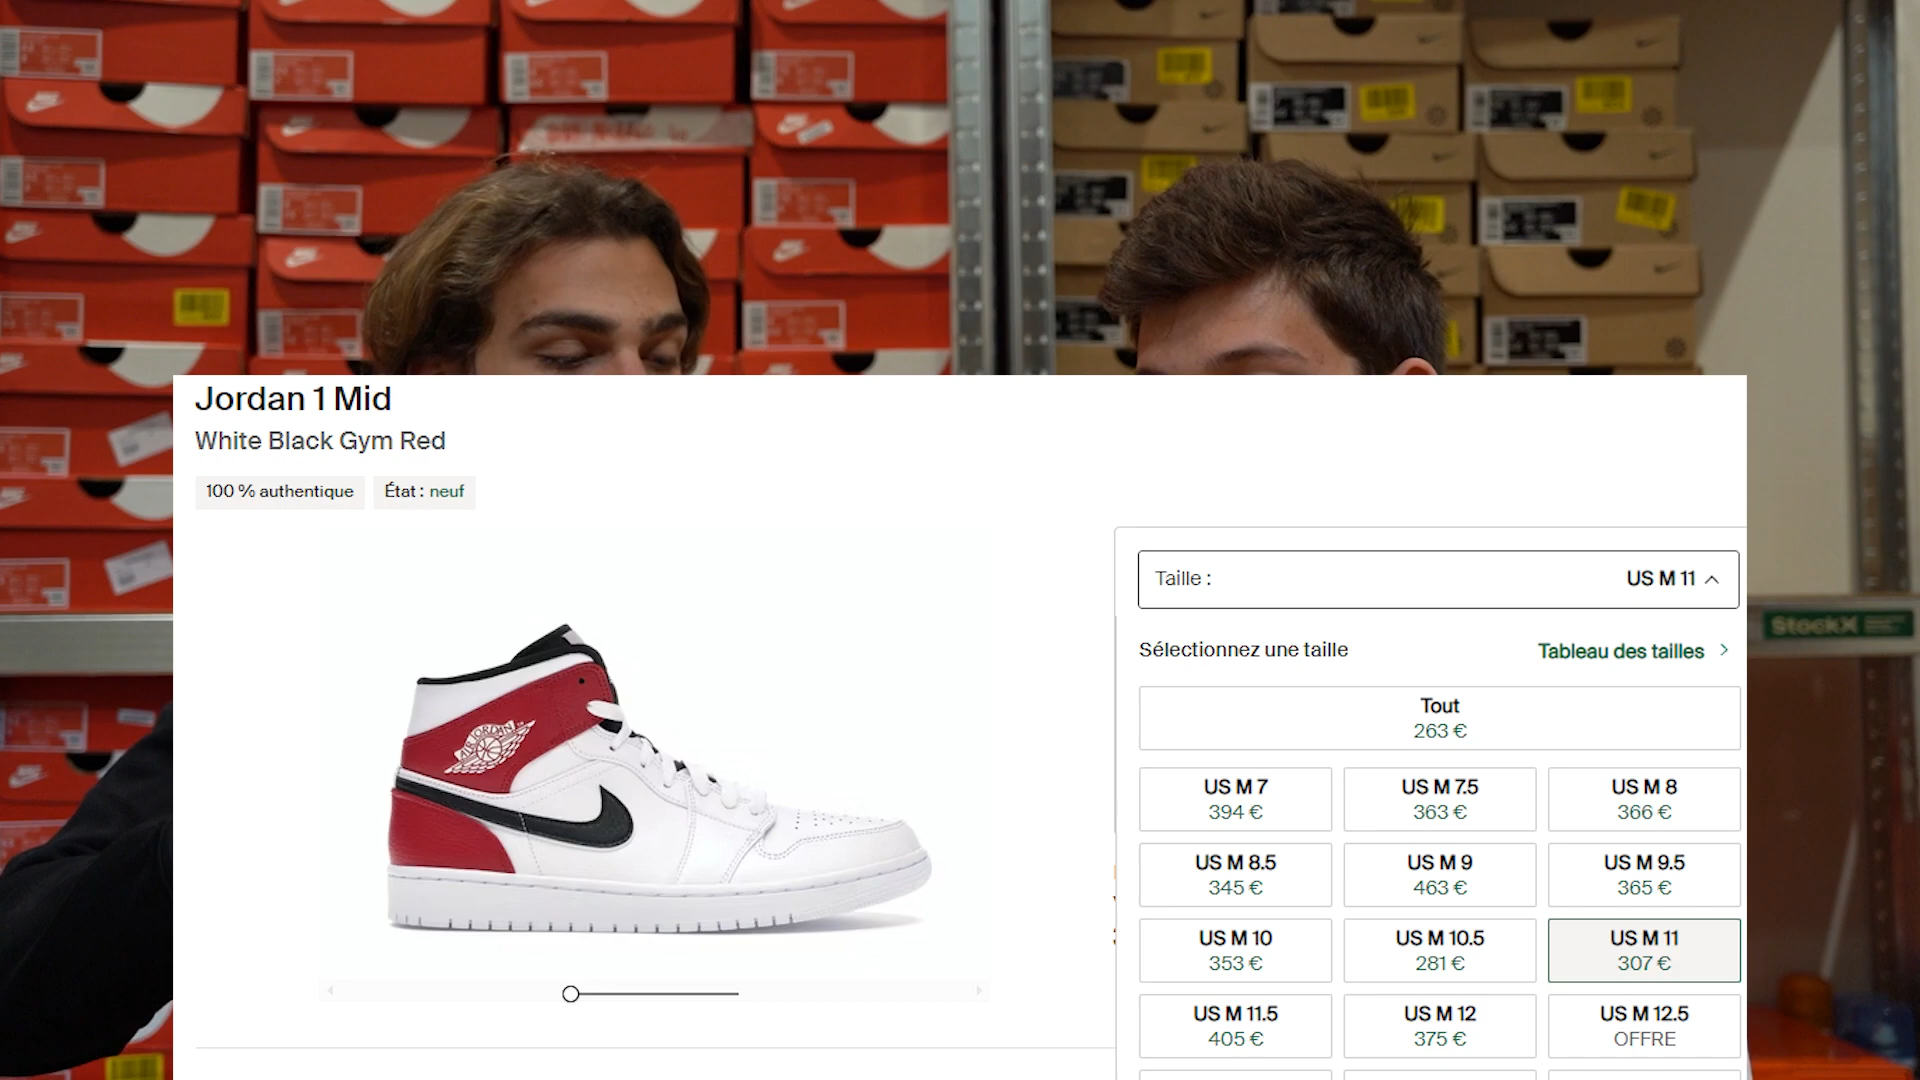 Jordan 1 Mid
White Black Gym Red
100 % authentique
État : neuf
Taille :
US M 11
Sélectionnez une taille
Tableau des tailles
Tout
263 €
US M 7
394 €
US M 7.5
363 €
US M 8
366 €
US M 8.5
345 €
US M 9
463 €
US M 9.5
365 €
US M 10
353 €
US M 10.5
281 €
US M 11
307 €
US M 11.5
405 €
US M 12
375 €
US M 12.5
OFFRE
AIR JORDAN
StockX